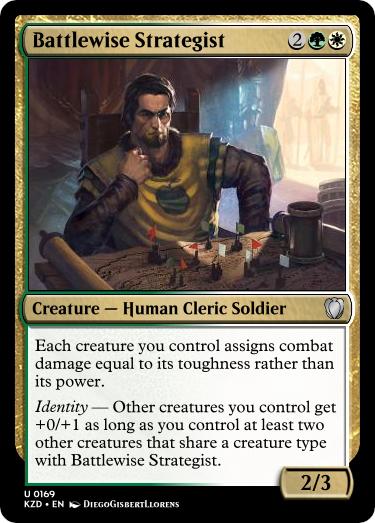 Battlewise Strategist 2
Creature — Human Cleric Soldier
Each creature you control assigns combat
damage equal to its toughness rather than
its power.
Identity — Other creatures you control get
+0/+1 as long as you control at least two
other creatures that share a creature type
with Battlewise Strategist.
2/3
U 0169
KZD • EN DiegoGisbertLlorens